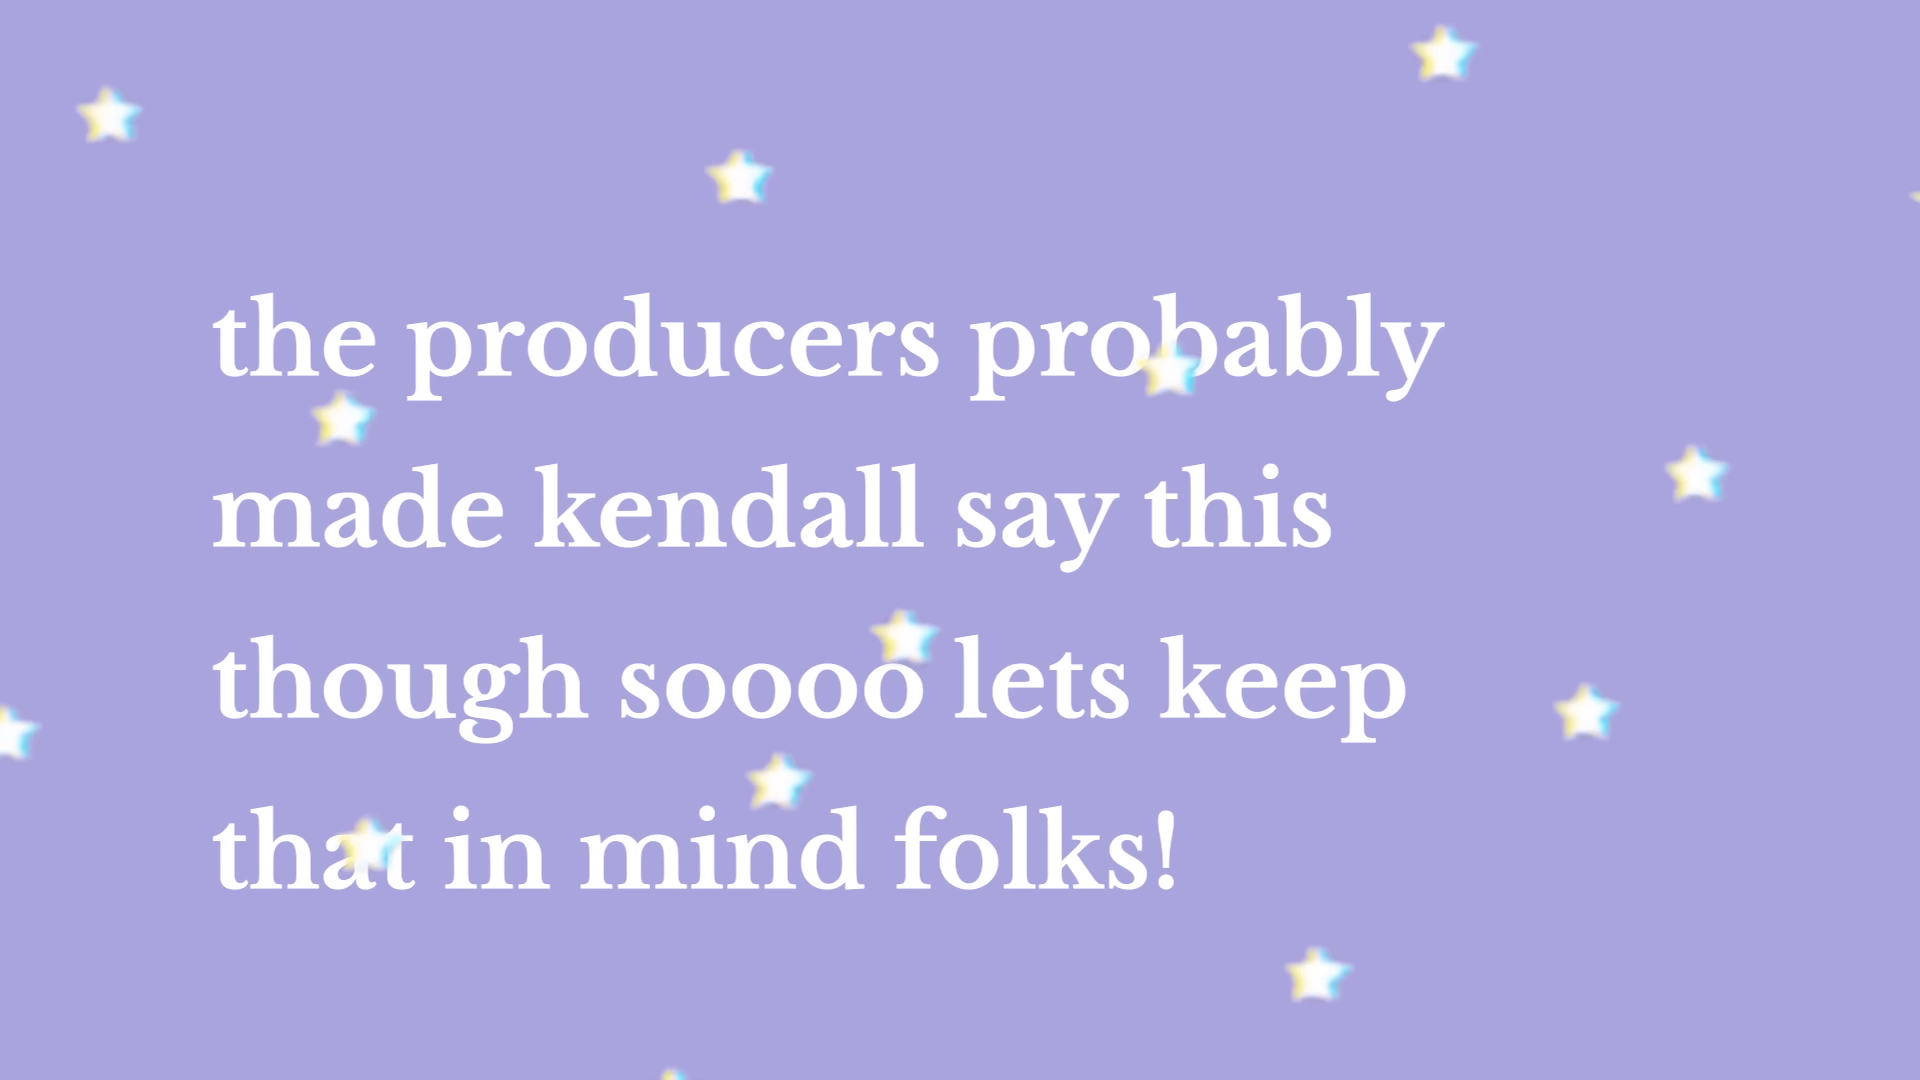 the producers probably
made kendall say this
though soooo lets keep
that in mind folks!